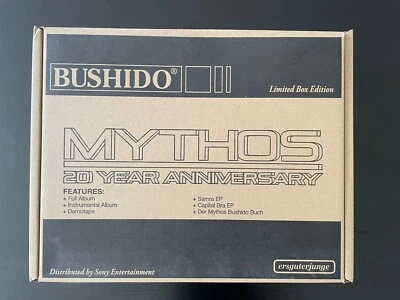 BUSHIDO®
Limited Box Edition
MYTHOS
20 YEAR ANNIVERSARY
FEATURES:
+ Full Album
+ Instrumental Album
+ Demotape
+ Samra EP
+ Capital Bra EP
+ Der Mythos Bushido Buch
Distributed by Sony Entertainment
ersguterjunge